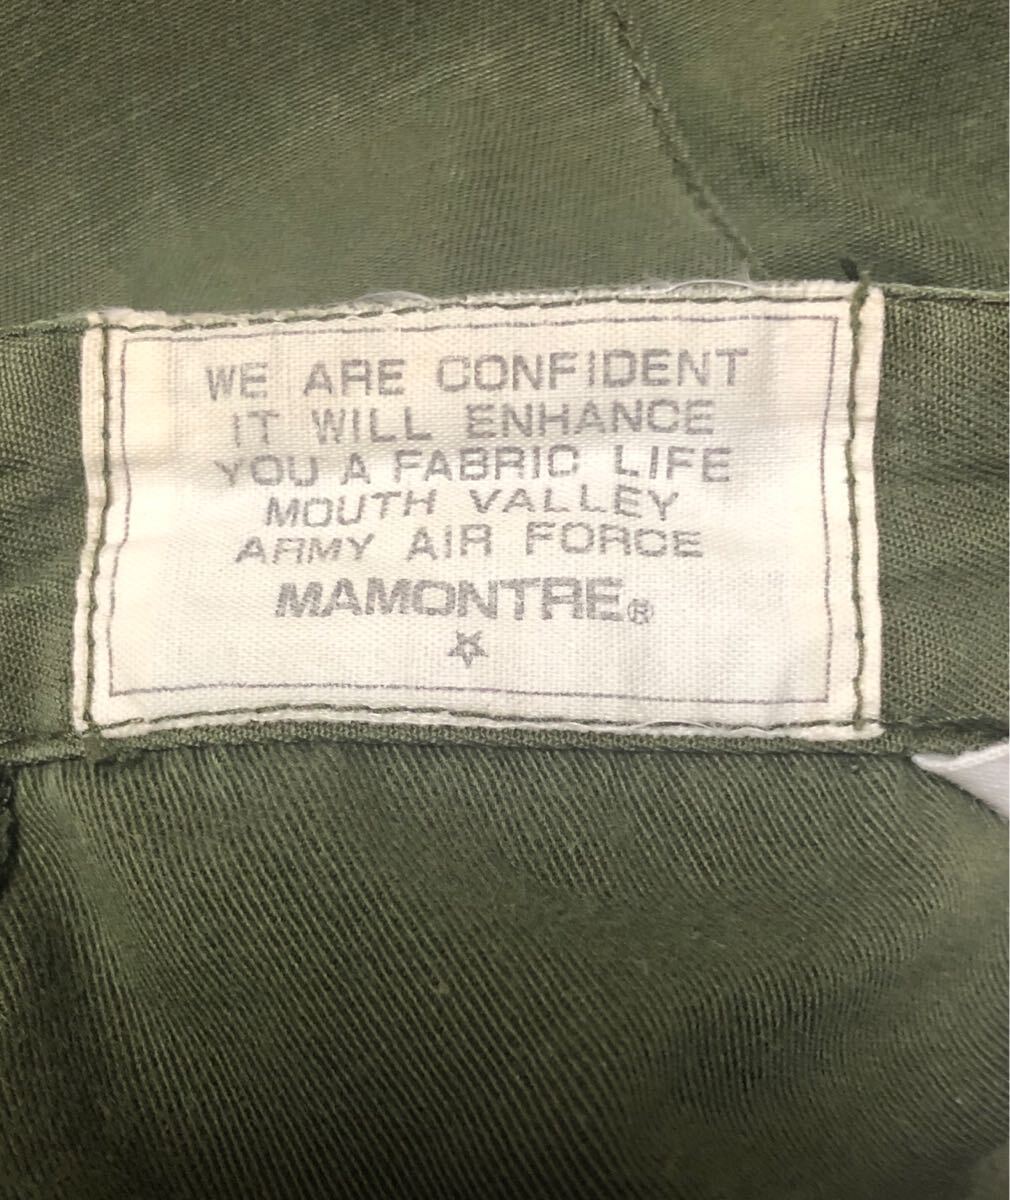 WE ARE CONFIDENT
IT WILL ENHANCE
YOU A FABRIC LIFE
MOUTH VALLEY
ARMY AIR FORCE
MAMONTRE®